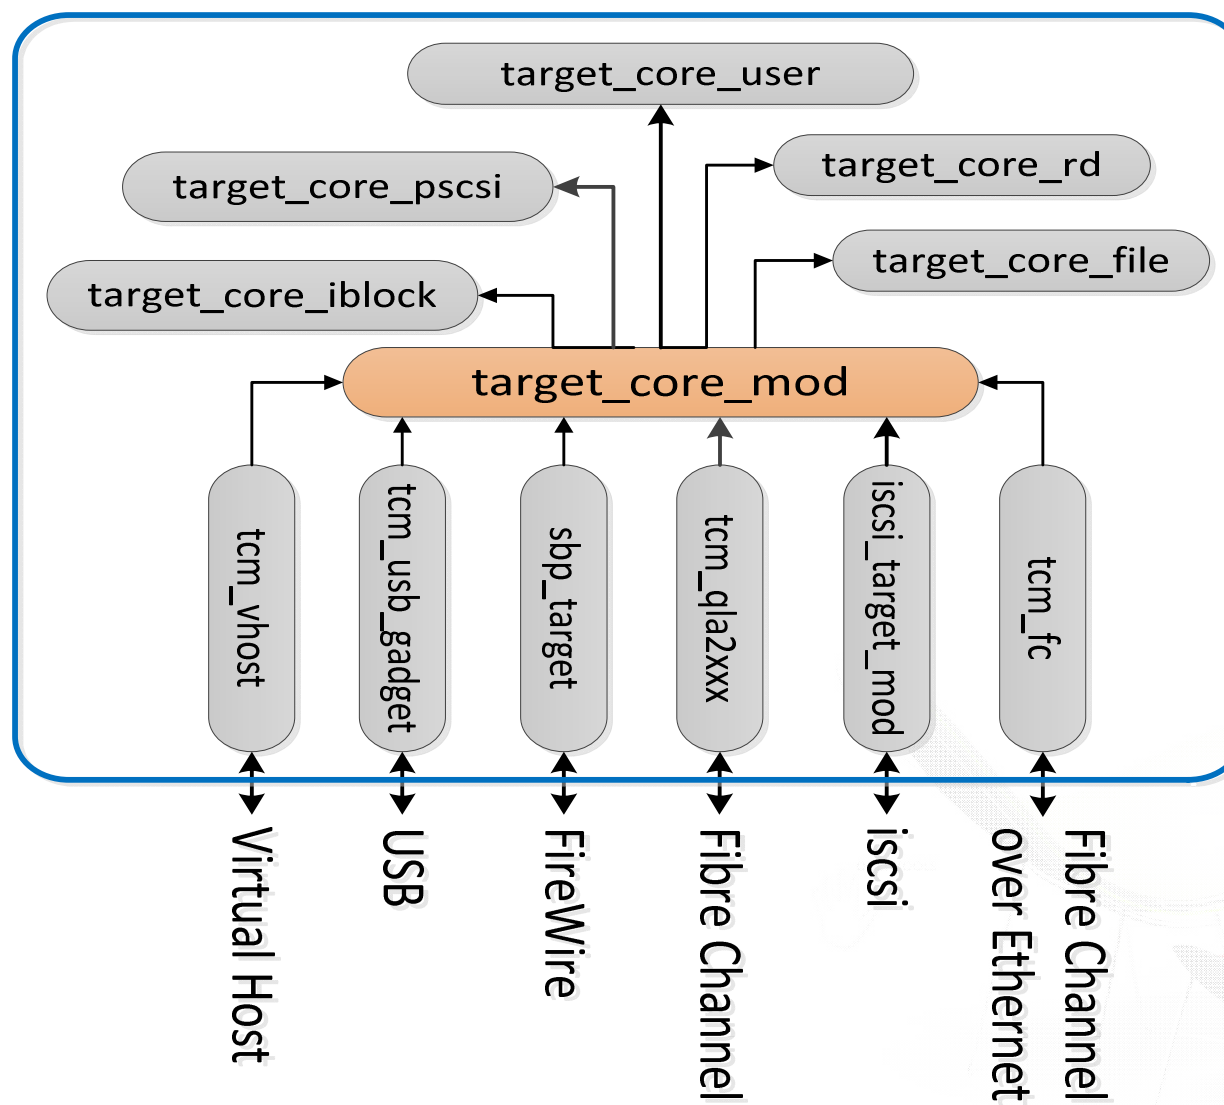 target_core_user
target_core_rd
target_core_pscsi
target_core_file
target_core_iblock
target_core_mod
tcm_vhost
tcm_usb_gadget
sbp_target
tcm_qla2xxx
iscsi_target_mod
tcm_fc
Virtual Host
USB
FireWire
Fibre Channel
iscsi
Fibre Channel
over Ethernet